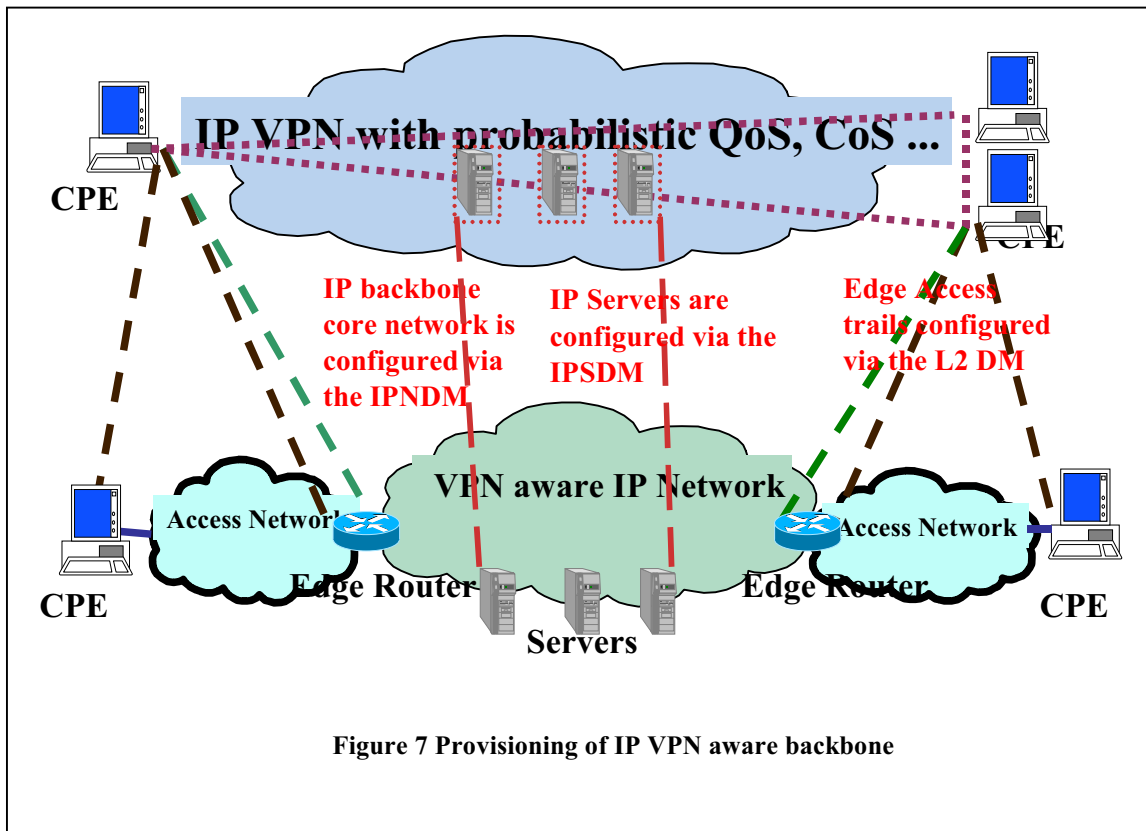 IP VPN with probabilistic QoS, CoS ...
CPE
CPE
IP backbone
core network is
configured via
the IPNDM
IP Servers are
configured via the
IPSDM
Edge Access
trails configured
via the L2 DM
VPN aware IP Network
Access Network
Access Network
Edge Router
Edge Router
CPE
CPE
Servers
Figure 7 Provisioning of IP VPN aware backbone